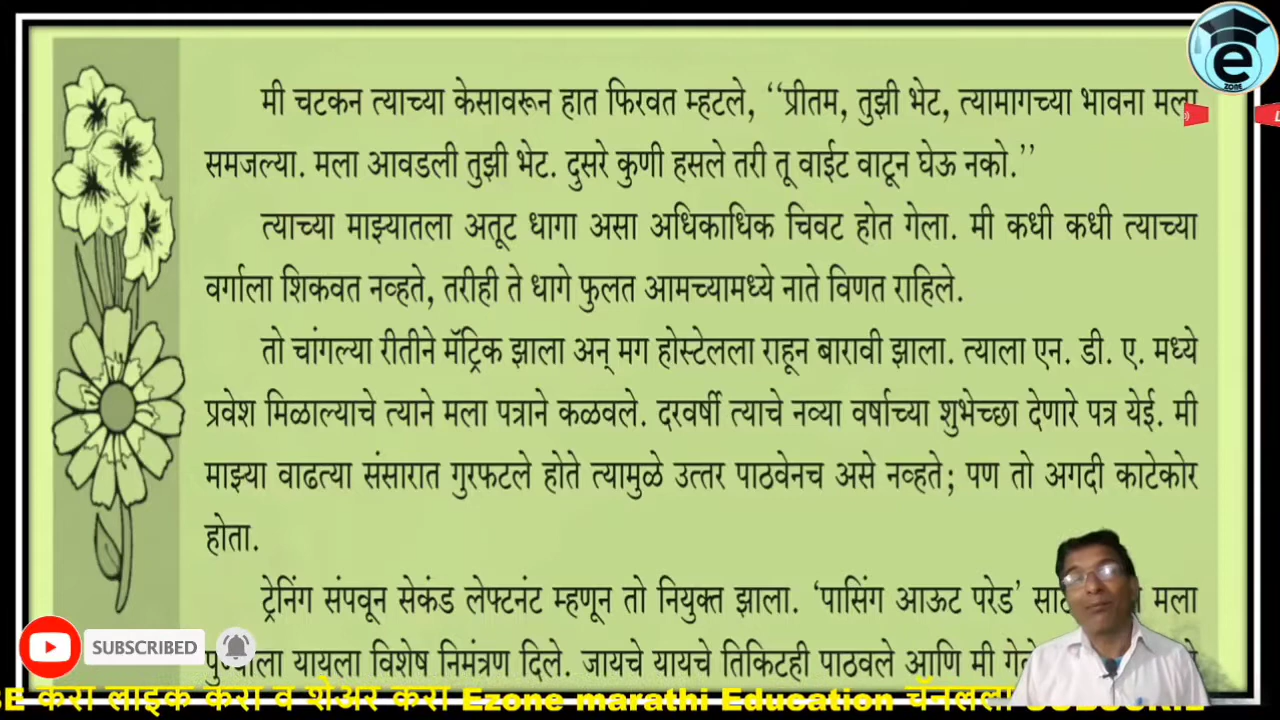 मी चटकन त्याच्या केसावरून हात फिरवत म्हटले, ‘‘प्रीतम, तुझी भेट, त्यामागच्या भावना मला
समजल्या. मला आवडली तुझी भेट. दुसरे कुणी हसले तरी तू वाईट वाटून घेऊ नको.’’
त्याच्या माझ्यातला अतूट धागा असा अधिकाधिक चिवट होत गेला. मी कधी कधी त्याच्या
वर्गाला शिकवत नव्हते, तरीही ते धागे फुलत आमच्यामध्ये नाते विणत राहिले.
तो चांगल्या रीतीने मॅट्रिक झाला अन् मग होस्टेलला राहून बारावी झाला. त्याला एन. डी. ए. मध्ये
प्रवेश मिळाल्याचे त्याने मला पत्राने कळवले. दरवर्षी त्याचे नव्या वर्षाच्या शुभेच्छा देणारे पत्र येई. मी
माझ्या वाढत्या संसारात गुरफटले होते त्यामुळे उत्तर पाठवेनच असे नव्हते; पण तो अगदी काटेकोर
होता.
ट्रेनिंग संपवून सेकंड लेफ्टनंट म्हणून तो नियुक्त झाला. ‘पासिंग आऊट परेड’ मला
यायला विशेष निमंत्रण दिले. जायचे यायचे तिकिटही पाठवले आणि मी
करा लाइक करा व शेअर करा Ezone marathi Education
SUBSCRIBED
e
ZONE